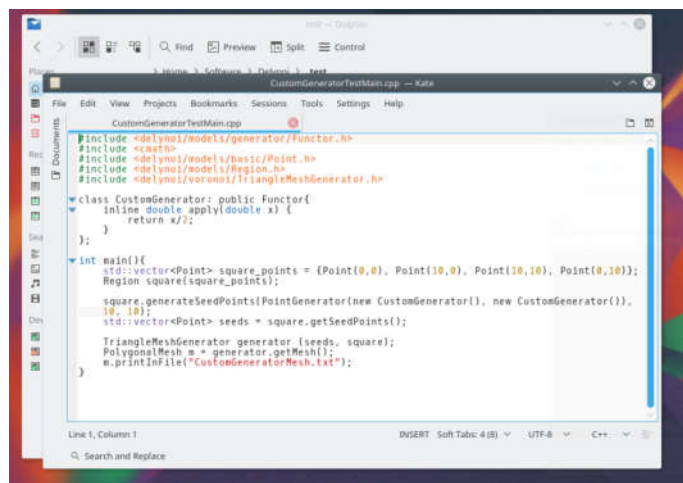 test — Dolphin
Find Preview Split Control
Places
Home Software Delynoi test
CustomGeneratorTestMain.cpp — Kate
File Edit View Projects Bookmarks Sessions Tools Settings Help
CustomGeneratorTestMain.cpp
Documents
#include <delynoi/models/generator/Functor.h>
#include <cmath>
#include <delynoi/models/basic/Point.h>
#include <delynoi/models/Region.h>
#include <delynoi/voronoi/TriangleMeshGenerator.h>
class CustomGenerator: public Functor{
inline double apply(double x) {
return x/2;
}
};
int main(){
std::vector<Point> square_points = {Point(0,0), Point(10,0), Point(10,10), Point(0,10)};
Region square(square_points);
square.generateSeedPoints(PointGenerator(new CustomGenerator(), new CustomGenerator()),
10, 10);
std::vector<Point> seeds = square.getSeedPoints();
TriangleMeshGenerator generator (seeds, square);
PolygonalMesh m = generator.getMesh();
m.printInFile("CustomGeneratorMesh.txt");
}
Rec
Sea
Dev
Line 1, Column 1
INSERT Soft Tabs: 4 (8) UTF-8 C++
Search and Replace